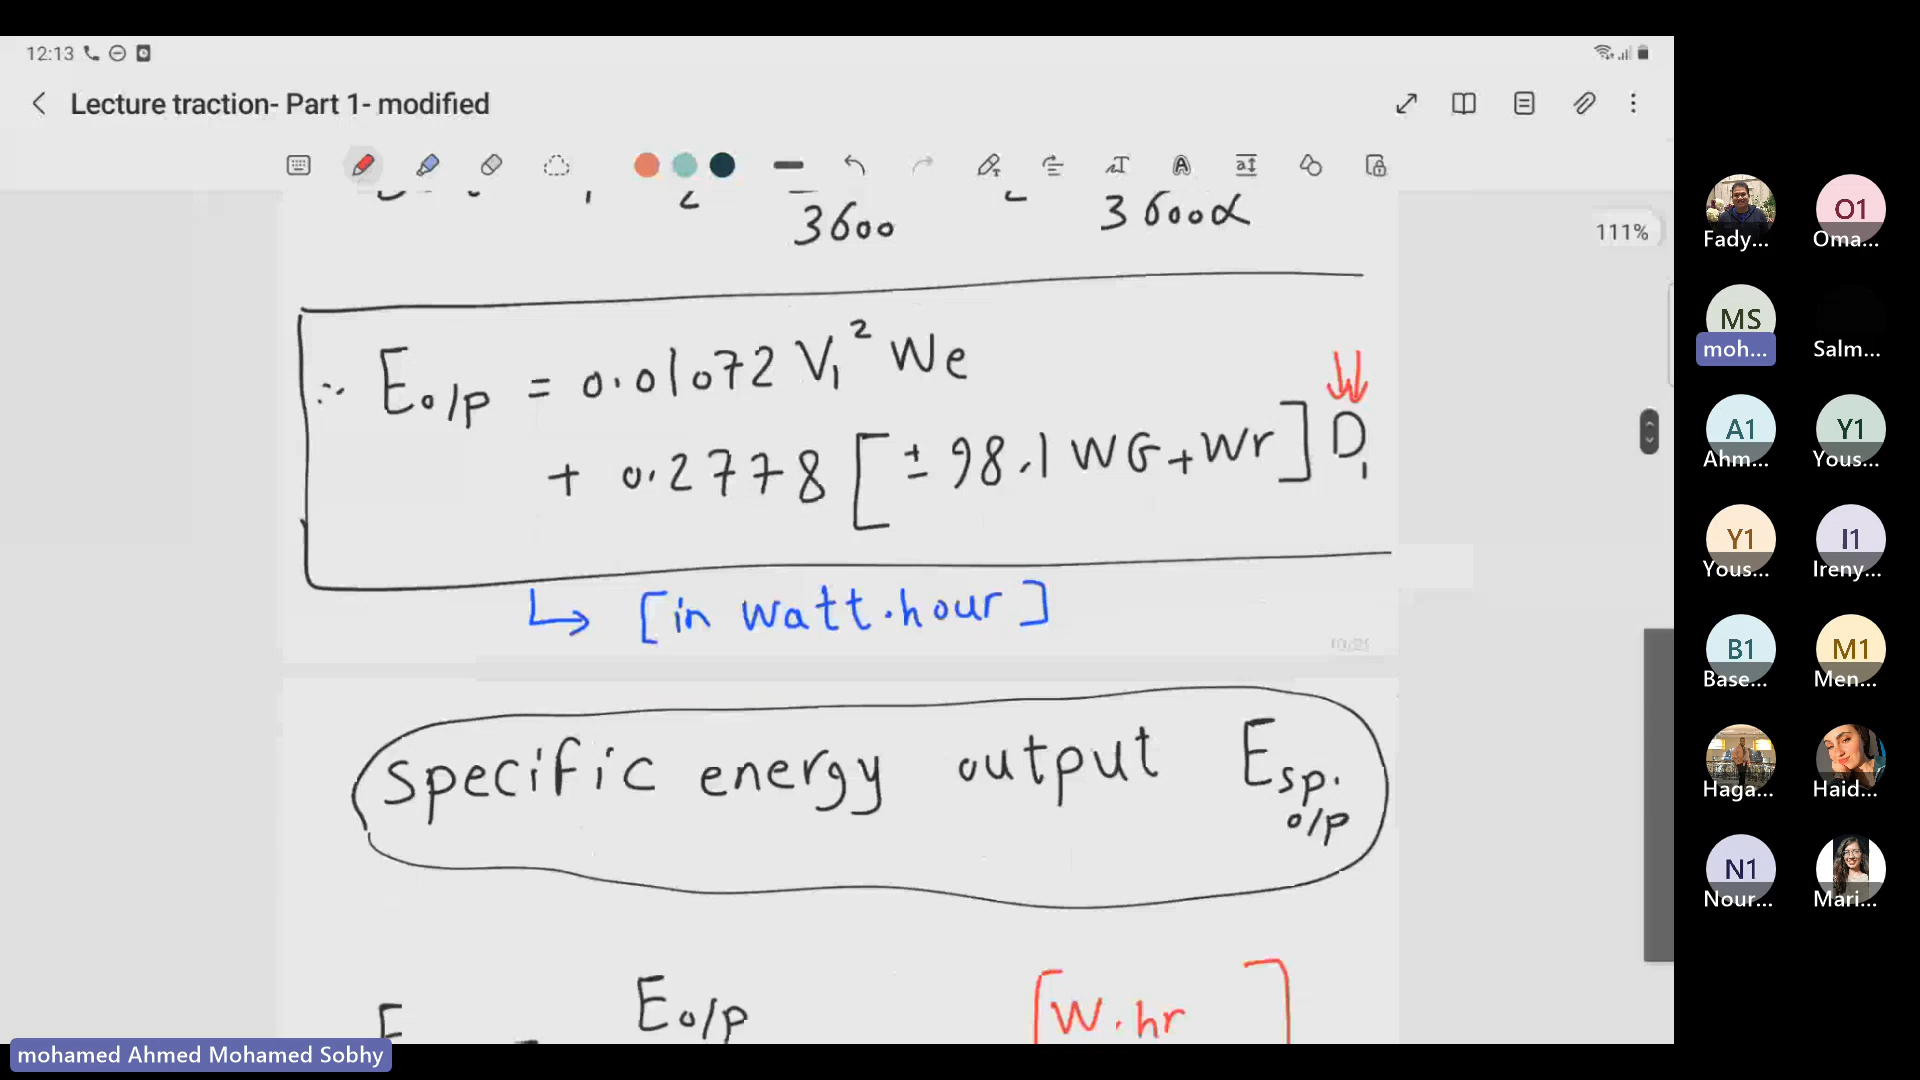 12:13
Lecture traction- Part 1- modified
111%
3600 3600α
∴ Eo/p = 0.01072 V₁² We
+ 0.2778 [± 98.1 WG + Wr] D₁
↳ [in watt.hour]
10/25
specific energy output Esp. o/p
Eo/p [W.hr ]
E =
mohamed Ahmed Mohamed Sobhy
Fady...
O1
Oma...
MS
moh...
Salm...
A1
Ahm...
Y1
Yous...
Y1
Yous...
I1
Ireny...
B1
Base...
M1
Men...
Haga...
Haid...
N1
Nour...
Mari...